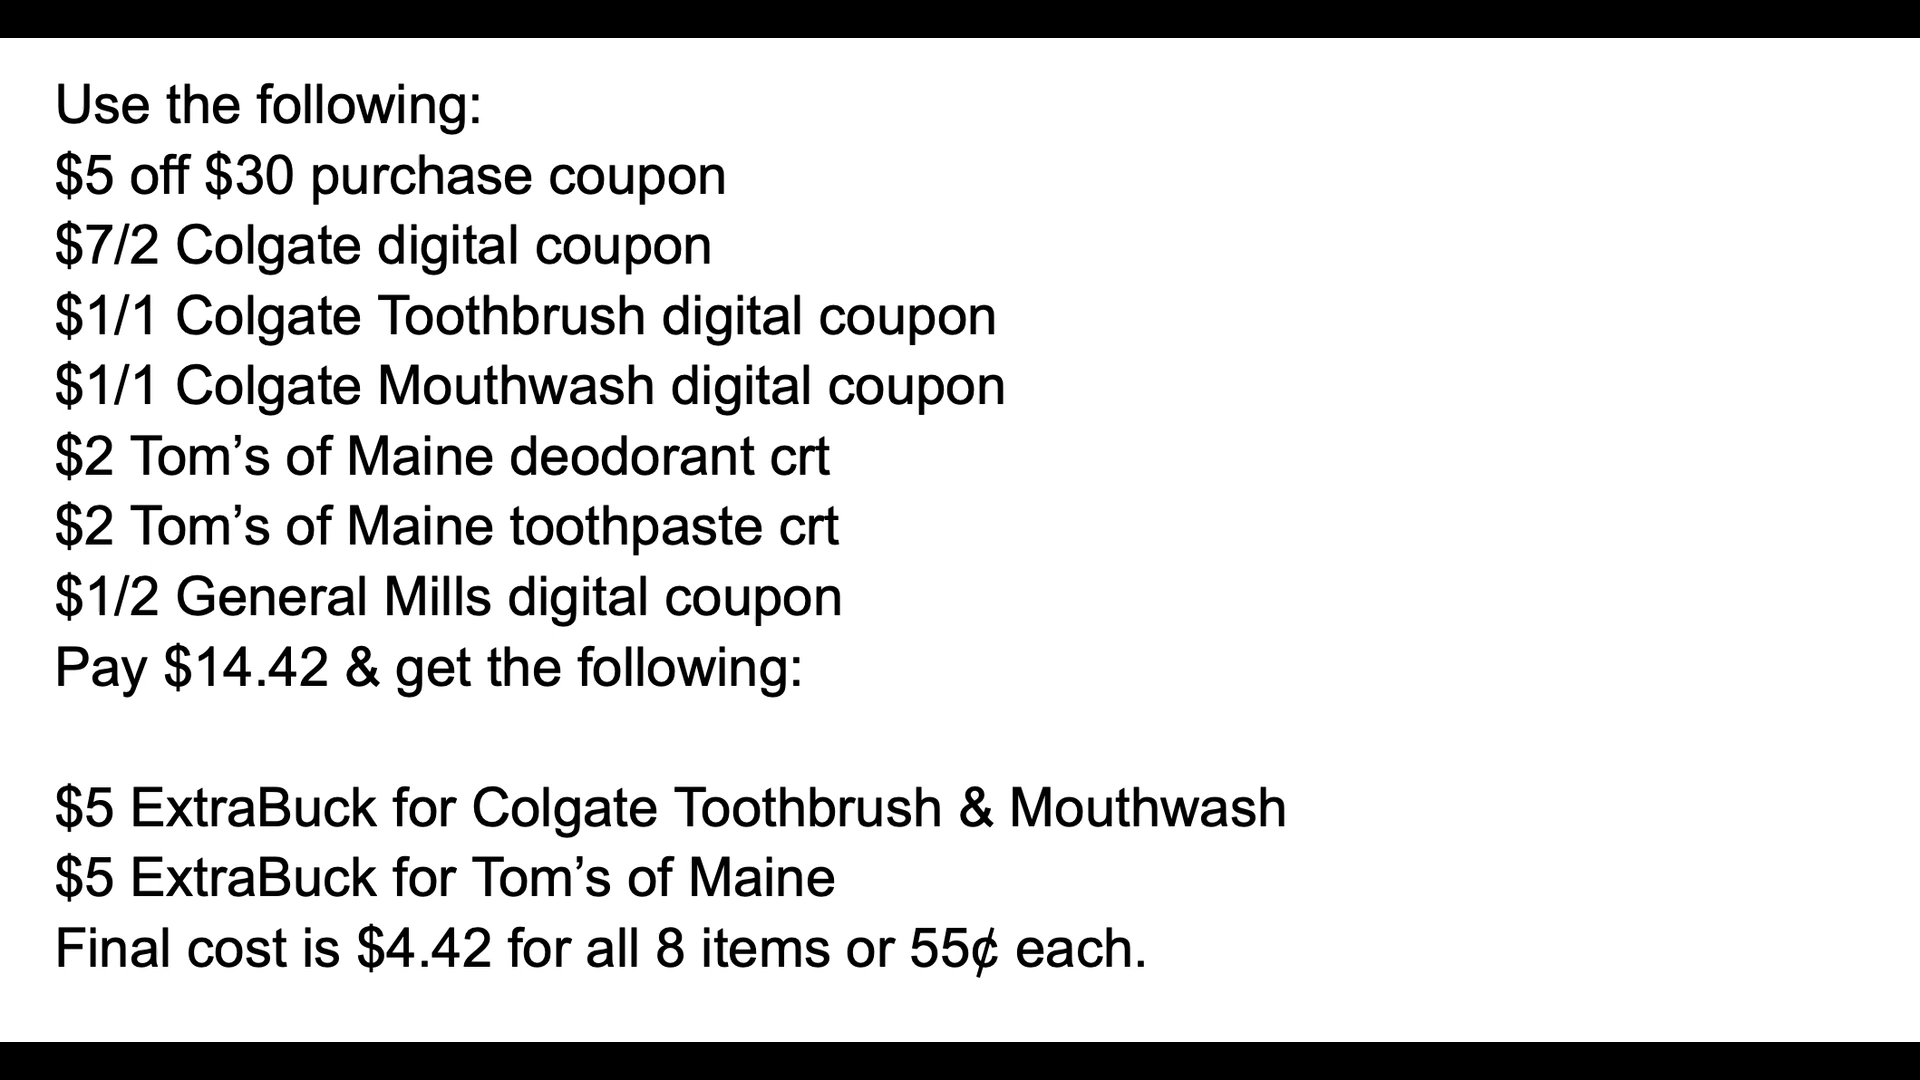 Use the following:
$5 off $30 purchase coupon
$7/2 Colgate digital coupon
$1/1 Colgate Toothbrush digital coupon
$1/1 Colgate Mouthwash digital coupon
$2 Tom’s of Maine deodorant crt
$2 Tom’s of Maine toothpaste crt
$1/2 General Mills digital coupon
Pay $14.42 & get the following:
$5 ExtraBuck for Colgate Toothbrush & Mouthwash
$5 ExtraBuck for Tom’s of Maine
Final cost is $4.42 for all 8 items or 55¢ each.